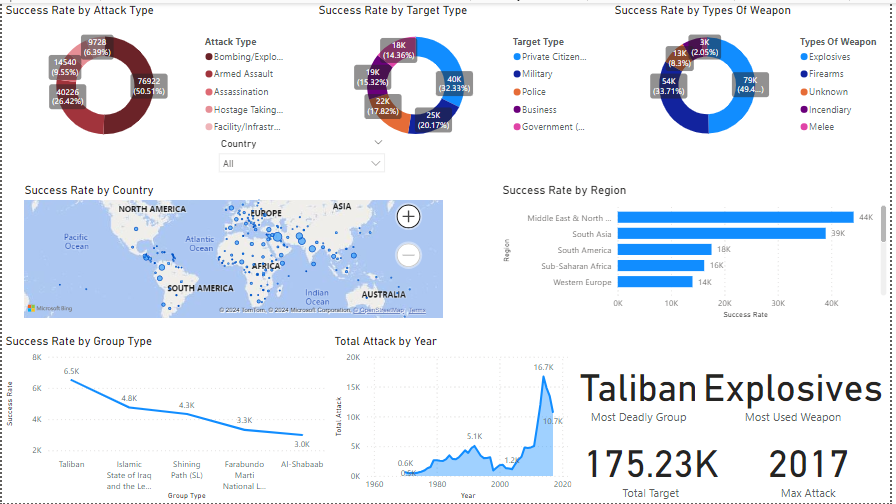 Success Rate by Attack Type
9728
(6.39%)
14540
(9.55%)
40226
(26.42%)
76922
(50.51%)
Attack Type
Bombing/Explo...
Armed Assault
Assassination
Hostage Taking...
Facility/Infrastr...
Success Rate by Target Type
18K
(14.36%)
19K
(15.32%)
22K
(17.82%)
40K
(32.33%)
25K
(20.17%)
Target Type
Private Citizen...
Military
Police
Business
Government (...
Success Rate by Types Of Weapon
3K
(2.05%)
13K
(8.3%)
54K
(33.71%)
79K
(49.4...)
Types Of Weapon
Explosives
Firearms
Unknown
Incendiary
Melee
Country
All
Success Rate by Country
NORTH AMERICA
EUROPE
ASIA
Pacific
Ocean
Atlantic
Ocean
AFRICA
SOUTH AMERICA
Indian
Ocean
AUSTRALIA
Microsoft Bing
© 2024 TomTom, © 2024 Microsoft Corporation, © OpenStreetMap Terms
Success Rate by Region
Region
Middle East & North ...
44K
South Asia
39K
South America
18K
Sub-Saharan Africa
16K
Western Europe
14K
0K 10K 20K 30K 40K
Success Rate
Success Rate by Group Type
Success Rate
8K
6K
4K
2K
6.5K
4.8K
4.3K
3.3K
3.0K
Taliban
Islamic
State of Iraq
and the Le...
Shining
Path (SL)
Farabundo
Marti
National L...
Al-Shabaab
Group Type
Total Attack by Year
Total Attack
20K
15K
10K
5K
0K
0.6K
5.1K
1.2K
16.7K
10.7K
1960 1980 2000 2020
Year
Taliban
Most Deadly Group
Explosives
Most Used Weapon
175.23K
Total Target
2017
Max Attack